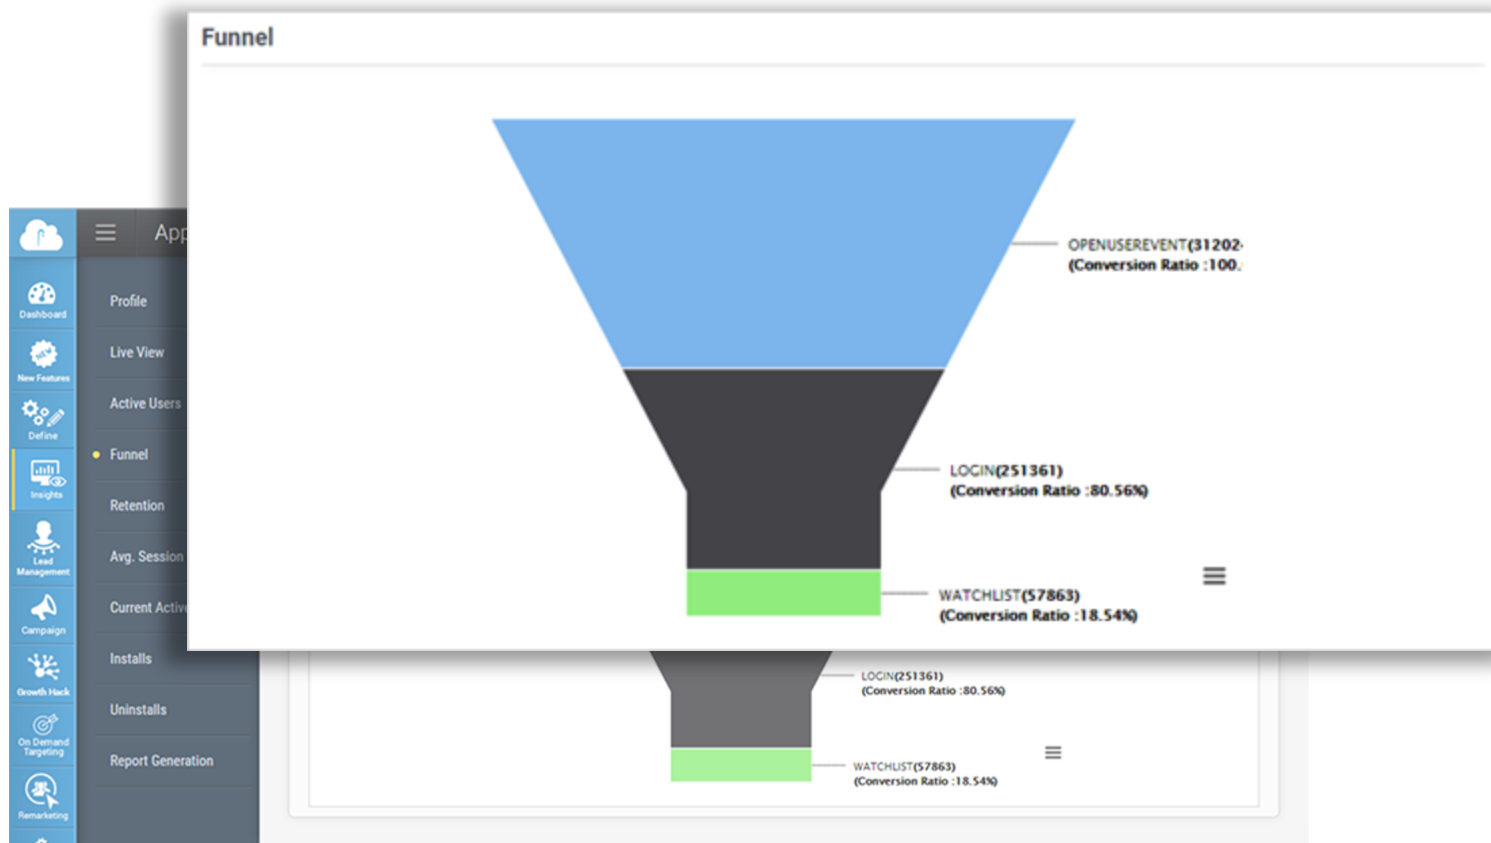 Funnel
OPENUSEREVENT(31202
(Conversion Ratio :100.
LOGIN(251361)
(Conversion Ratio :80.56%)
WATCHLIST(57863)
(Conversion Ratio :18.54%)
App
Dashboard
New Features
Define
Insights
Lead
Management
Campaign
Growth Hack
On Demand
Targeting
Remarketing
Profile
Live View
Active Users
Funnel
Retention
Avg. Session
Current Active
Installs
Uninstalls
Report Generation
LOGIN(251361)
(Conversion Ratio :80.56%)
WATCHLIST(57863)
(Conversion Ratio :18.54%)